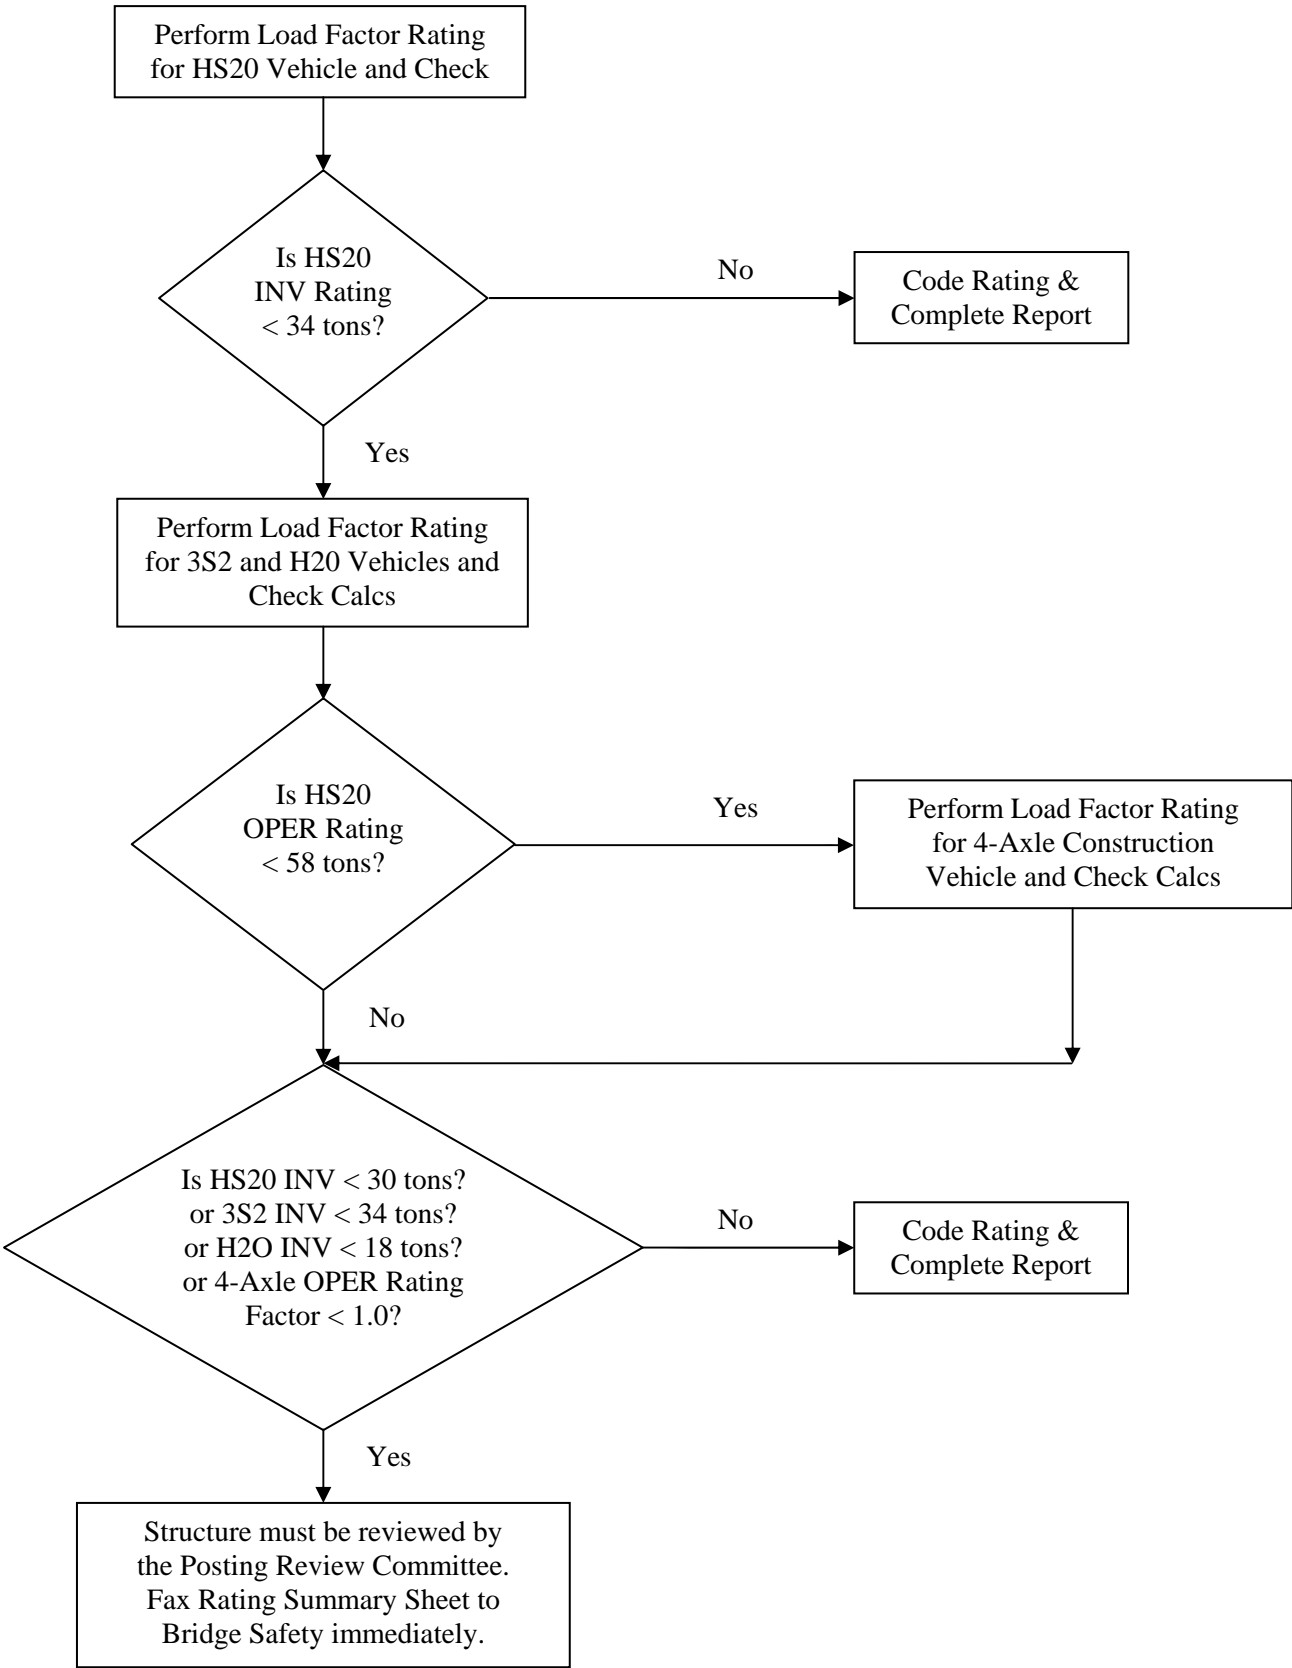 Perform Load Factor Rating
for HS20 Vehicle and Check
Is HS20
INV Rating
< 34 tons?
No
Code Rating &
Complete Report
Yes
Perform Load Factor Rating
for 3S2 and H20 Vehicles and
Check Calcs
Is HS20
OPER Rating
< 58 tons?
Yes
Perform Load Factor Rating
for 4-Axle Construction
Vehicle and Check Calcs
No
Is HS20 INV < 30 tons?
or 3S2 INV < 34 tons?
or H2O INV < 18 tons?
or 4-Axle OPER Rating
Factor < 1.0?
No
Code Rating &
Complete Report
Yes
Structure must be reviewed by
the Posting Review Committee.
Fax Rating Summary Sheet to
Bridge Safety immediately.